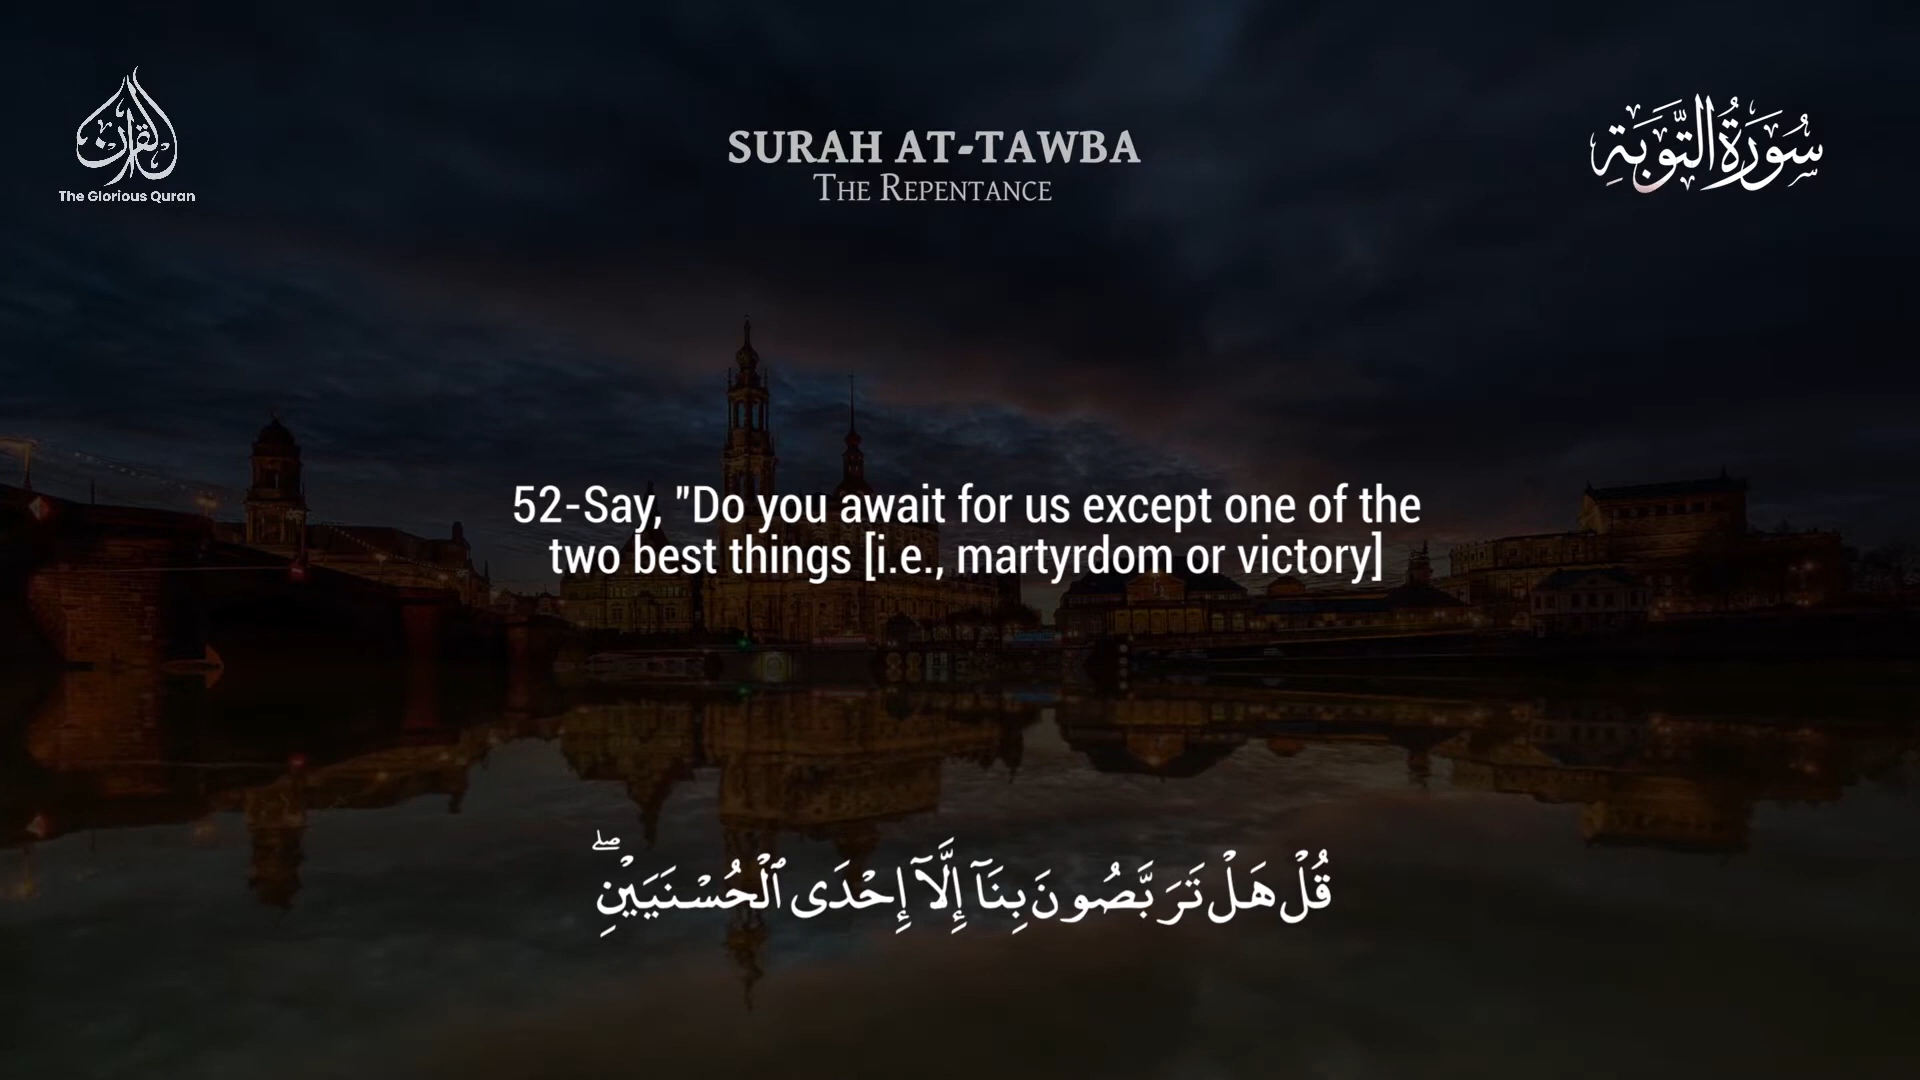 القرآن
The Glorious Quran
SURAH AT-TAWBA
THE REPENTANCE
سُورَةُ التَّوْبَةِ
52-Say, "Do you await for us except one of the
two best things [i.e., martyrdom or victory]
قُلْ هَلْ تَرَبَّصُونَ بِنَآ إِلَّآ إِحْدَى ٱلْحُسْنَيَيْنِۖ